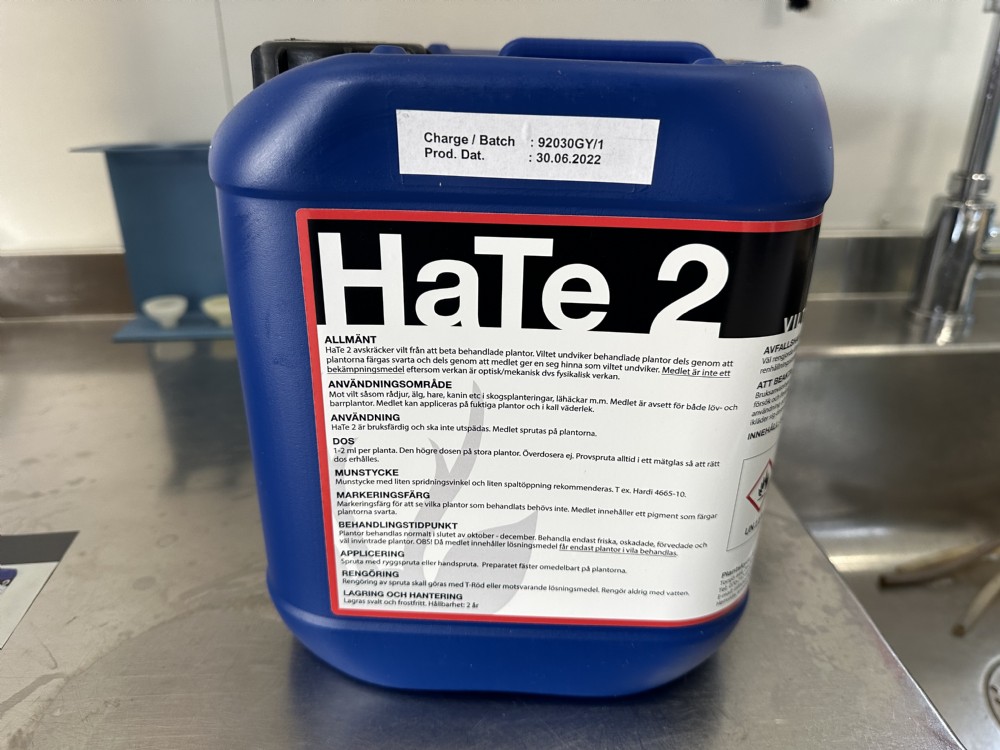 Charge / Batch : 92030GY/1
Prod. Dat. : 30.06.2022
HaTe 2
ALLMÄNT
HaTe 2 avskräcker vilt från att beta behandlade plantor. Viltet undviker behandlade plantor dels genom att
plantorna färgas svarta och dels genom att medlet ger en seg hinna som viltet undviker. Medlet är inte ett
bekämpningsmedel eftersom verkan är optisk/mekanisk dvs fysikalisk verkan.
ANVÄNDNINGSOMRÅDE
Mot vilt såsom rådjur, älg, hare, kanin etc i skogsplanteringar, lähäckar m.m. Medlet är avsett för både löv- och
barrplantor. Medlet kan appliceras på fuktiga plantor och i kall väderlek.
ANVÄNDNING
HaTe 2 är bruksfärdig och ska inte utspädas. Medlet sprutas på plantorna.
DOS
1-2 ml per planta. Den högre dosen på stora plantor. Överdosera ej. Provspruta alltid i ett mätglas så att rätt
dos erhålles.
MUNSTYCKE
Munstycke med liten spridningsvinkel och liten spaltöppning rekommenderas. T ex. Hardi 4665-10.
MARKERINGSFÄRG
Markeringsfärg för att se vilka plantor som behandlats behövs inte. Medlet innehåller ett pigment som färgar
plantorna svarta.
BEHANDLINGSTIDPUNKT
Plantor behandlas normalt i slutet av oktober - december. Behandla endast friska, oskadade, förvedade och
väl invintrade plantor. OBS! Då medlet innehåller lösningsmedel får endast plantor i vila behandlas.
APPLICERING
Spruta med ryggspruta eller handspruta. Preparatet fäster omedelbart på plantorna.
RENGÖRING
Rengöring av spruta skall göras med T-Röd eller motsvarande lösningsmedel. Rengör aldrig med vatten.
LAGRING OCH HANTERING
Lagras svalt och frostfritt. Hållbarhet: 2 år